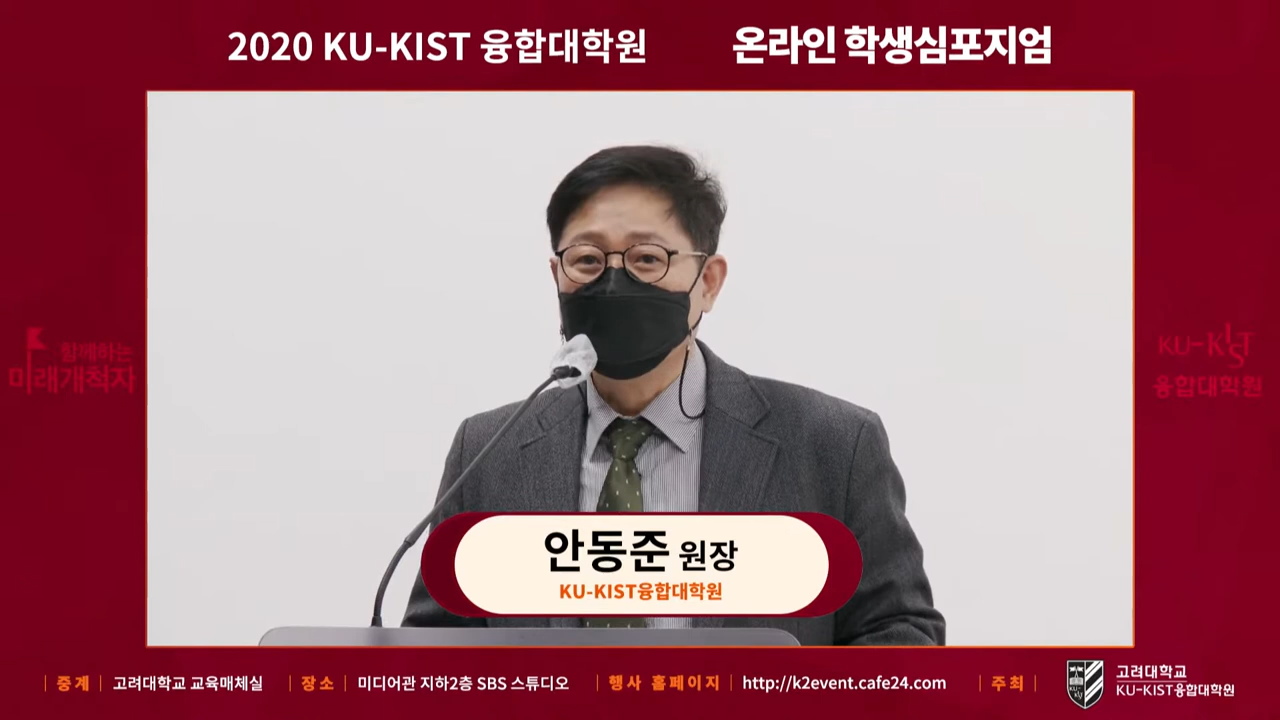 2020 KU-KIST 융합대학원 온라인 학생심포지엄
함께하는
미래개척자
KU-KIST
융합대학원
안동준 원장
KU-KIST융합대학원
중계 고려대학교 교육매체실 장소 미디어관 지하2층 SBS 스튜디오 행사 홈페이지 http://k2event.cafe24.com 주최
고려대학교
KU-KIST융합대학원